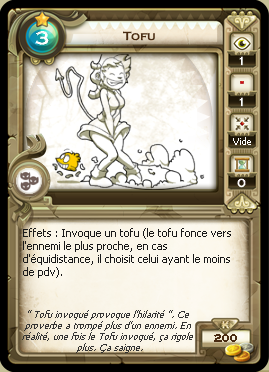 3
TOFU
1
1
Vide
0
Effets : Invoque un tofu (le tofu fonce vers
l'ennemi le plus proche, en cas
d'équidistance, il choisit celui ayant le moins
de pdv).
" Tofu invoqué provoque l'hilarité ". Ce
proverbe a trompé plus d'un ennemi. En
réalité, une fois le Tofu invoqué, ça rigole
plus. Ça saigne.
K
200